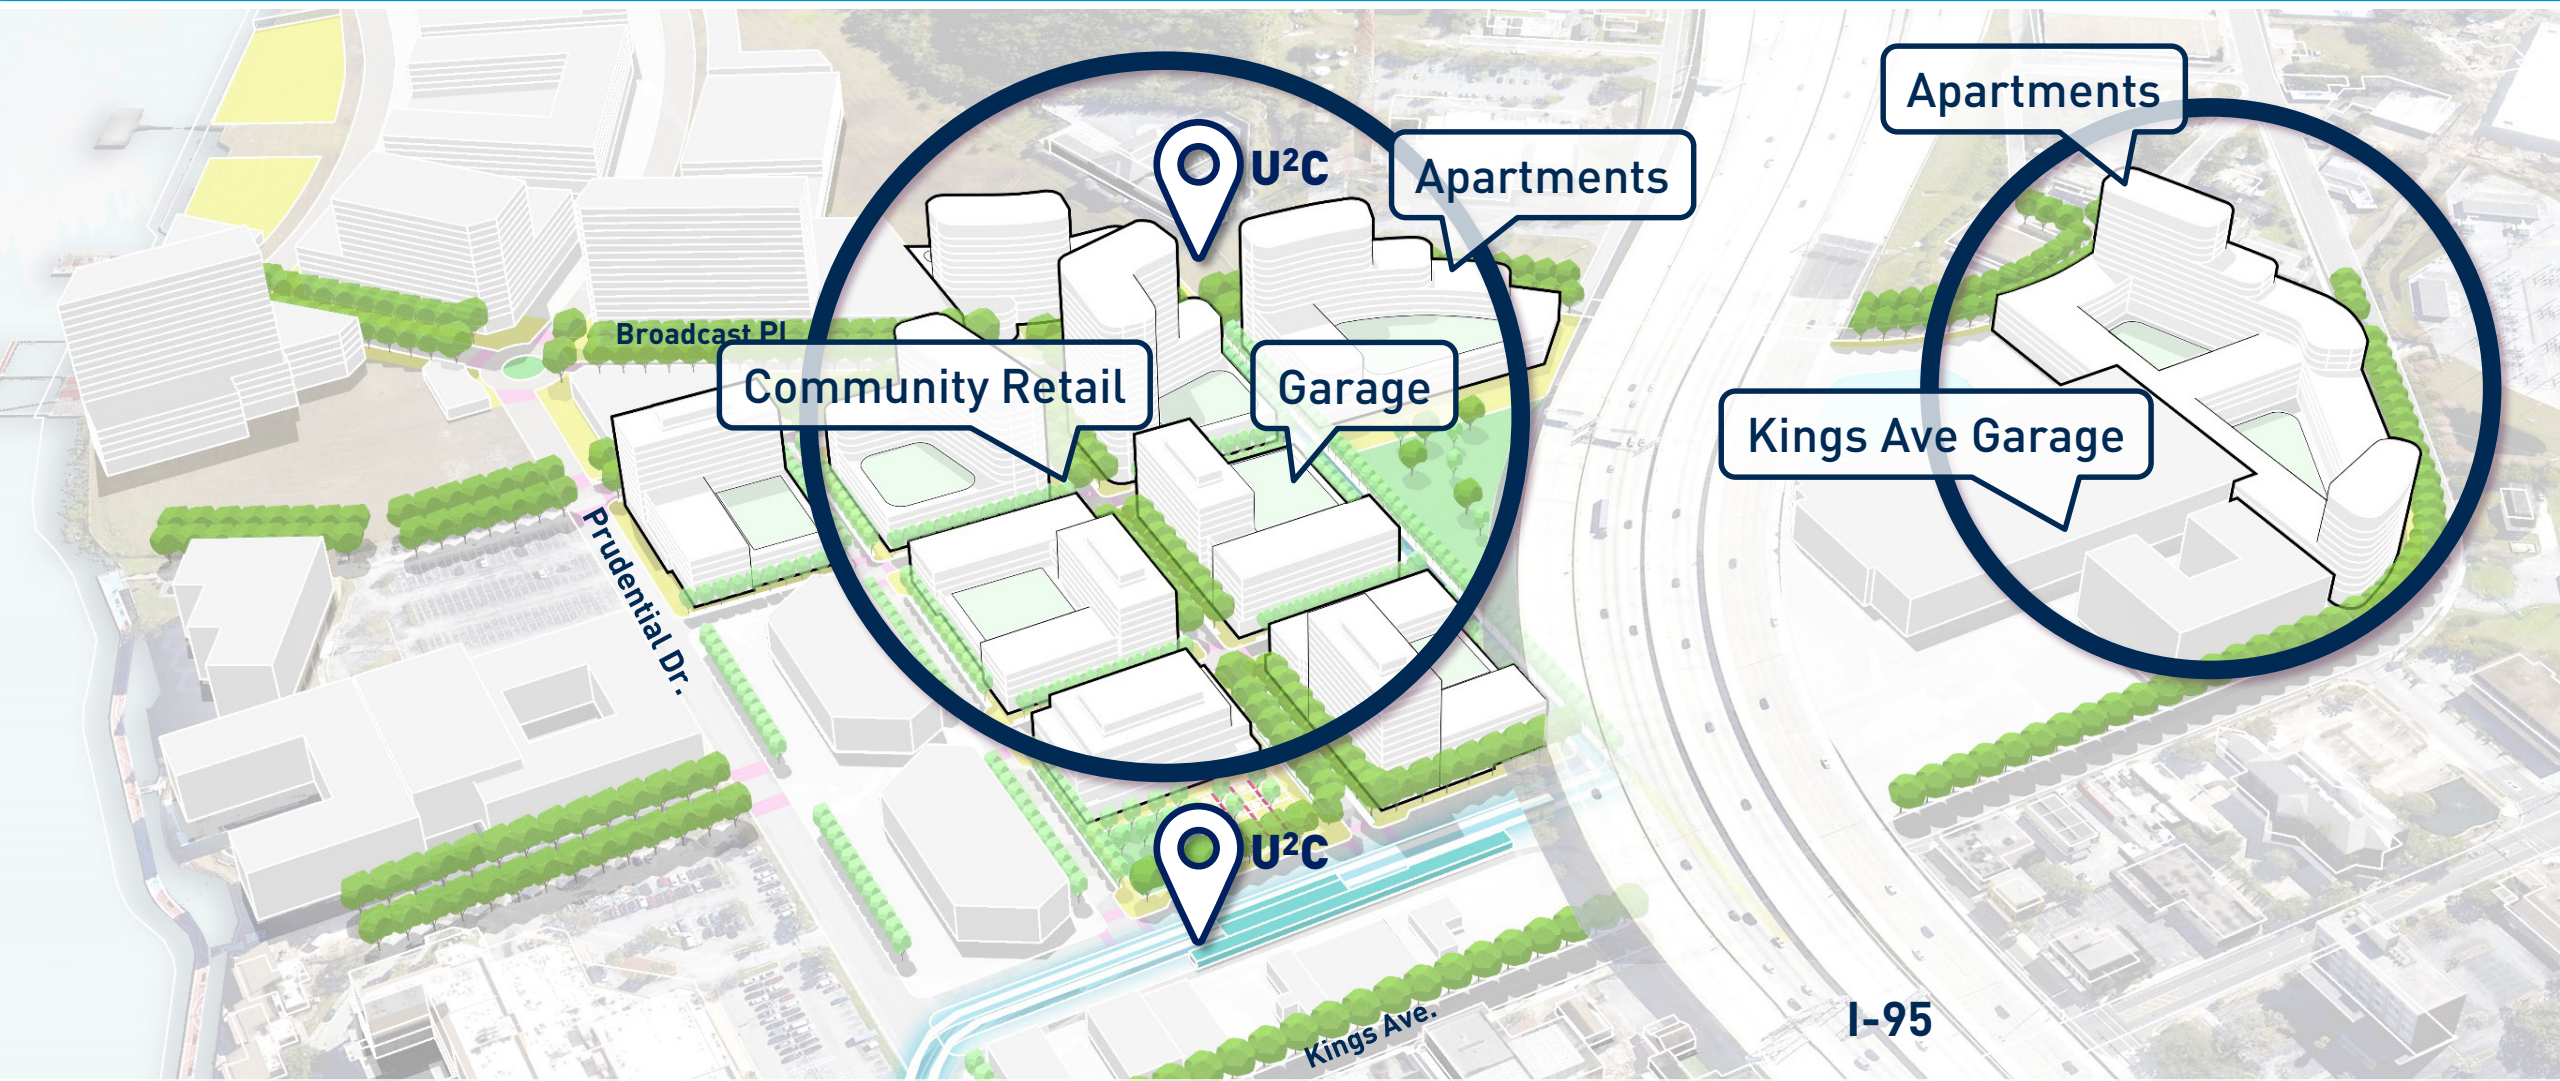 Apartments
U²C
Apartments
Broadcast Pl
Community Retail
Garage
Kings Ave Garage
Prudential Dr.
U²C
Kings Ave.
I-95